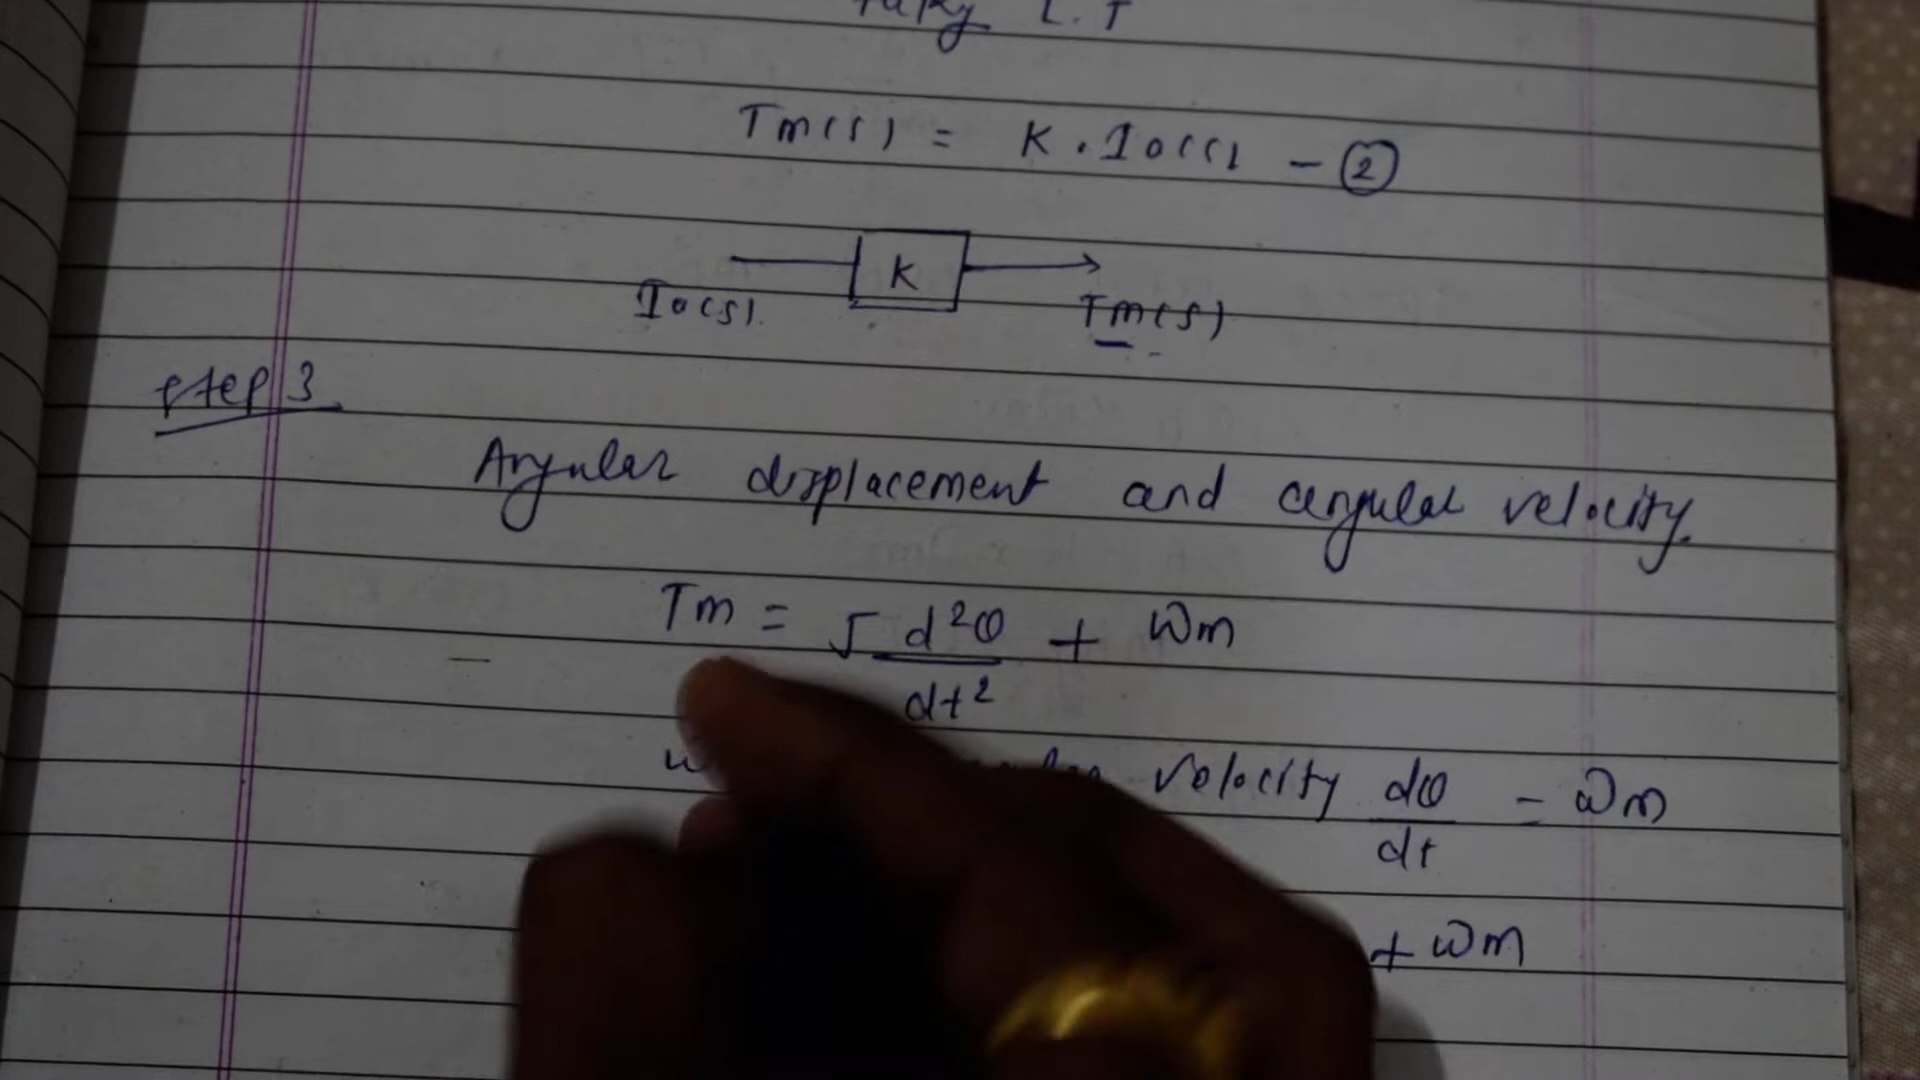 L.T
Tm(s) = K. Io(s) - ②
K
Io(s). Tm(s)
step 3
Angular displacement and angular velocity.
Tm = J d²θ/dt² + ωm
velocity dθ/dt = ωm
+ ωm